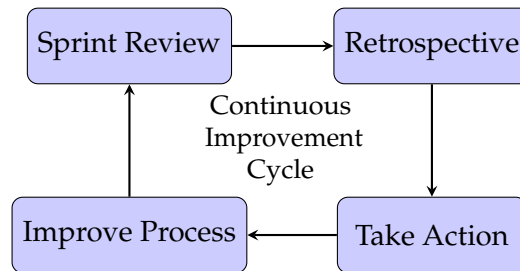 Sprint Review
Retrospective
Continuous
Improvement
Cycle
Improve Process
Take Action